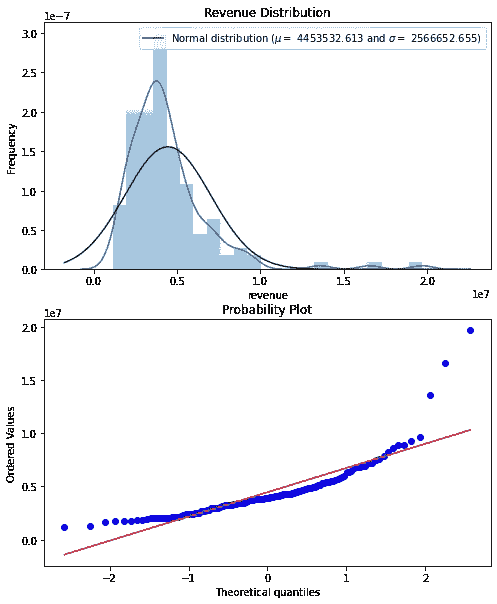 Revenue Distribution
1e−7
Normal distribution (μ = 4453532.613 and σ = 2566652.655)
3.0
2.5
2.0
1.5
1.0
0.5
0.0
Frequency
0.0 0.5 1.0 1.5 2.0
1e7
revenue
Probability Plot
1e7
2.0
1.5
1.0
0.5
0.0
Ordered Values
−2 −1 0 1 2
Theoretical quantiles